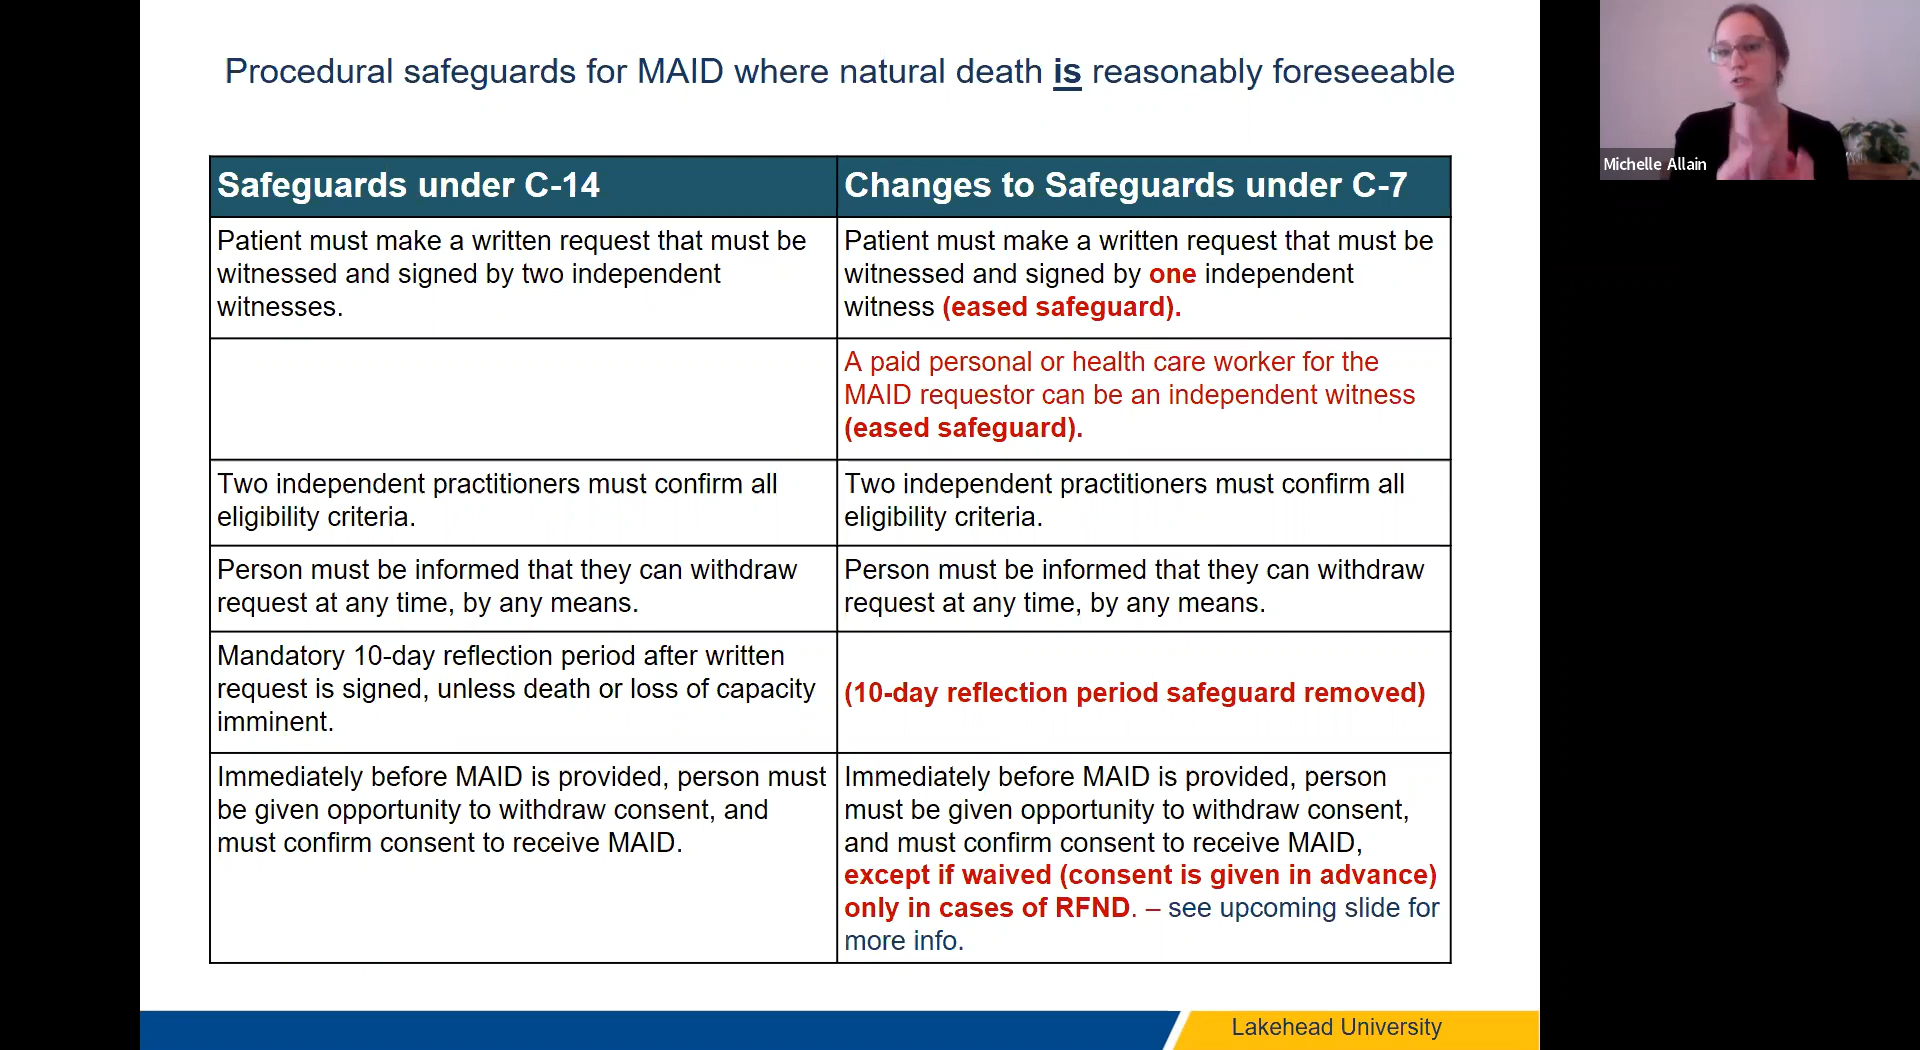 Procedural safeguards for MAID where natural death is reasonably foreseeable
Safeguards under C-14
Changes to Safeguards under C-7
Patient must make a written request that must be
witnessed and signed by two independent
witnesses.
Patient must make a written request that must be
witnessed and signed by one independent
witness (eased safeguard).
A paid personal or health care worker for the
MAID requestor can be an independent witness
(eased safeguard).
Two independent practitioners must confirm all
eligibility criteria.
Two independent practitioners must confirm all
eligibility criteria.
Person must be informed that they can withdraw
request at any time, by any means.
Person must be informed that they can withdraw
request at any time, by any means.
Mandatory 10-day reflection period after written
request is signed, unless death or loss of capacity
imminent.
(10-day reflection period safeguard removed)
Immediately before MAID is provided, person must
be given opportunity to withdraw consent, and
must confirm consent to receive MAID.
Immediately before MAID is provided, person
must be given opportunity to withdraw consent,
and must confirm consent to receive MAID,
except if waived (consent is given in advance)
only in cases of RFND. – see upcoming slide for
more info.
Lakehead University
Michelle Allain